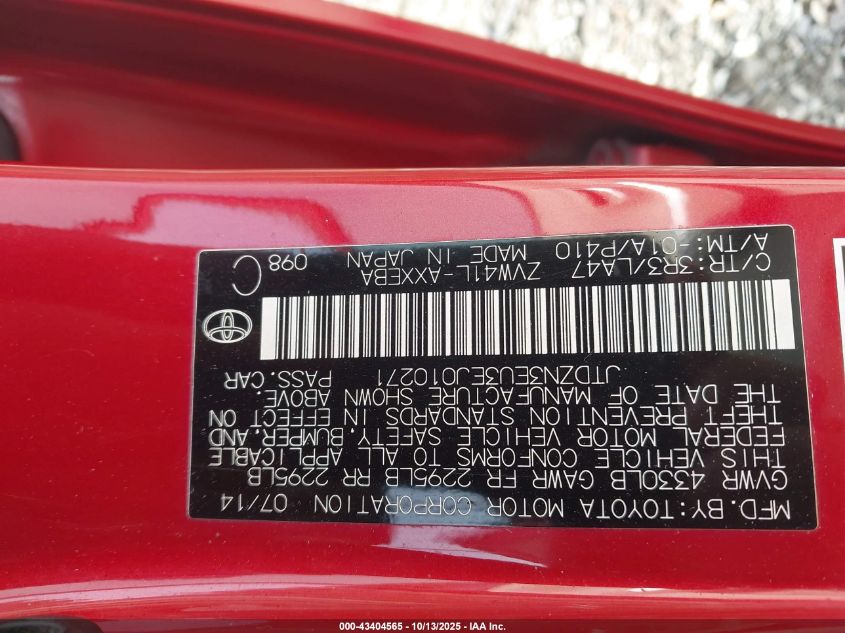 MFD. BY: TOYOTA MOTOR CORPORATION 07/14
GVWR 4330LB GAWR FR 2295LB RR 2295LB
THIS VEHICLE CONFORMS TO ALL APPLICABLE
FEDERAL MOTOR VEHICLE SAFETY, BUMPER, AND
THEFT PREVENTION STANDARDS IN EFFECT ON
THE DATE OF MANUFACTURE SHOWN ABOVE.
JTDZN3EU3EJ010271 PASS. CAR
C/TR: 3R3/LA47 ZVW41L-AXXEBA C 098
A/TM: -01A/P410 MADE IN JAPAN
000-43404565 - 10/13/2025 - IAA Inc.